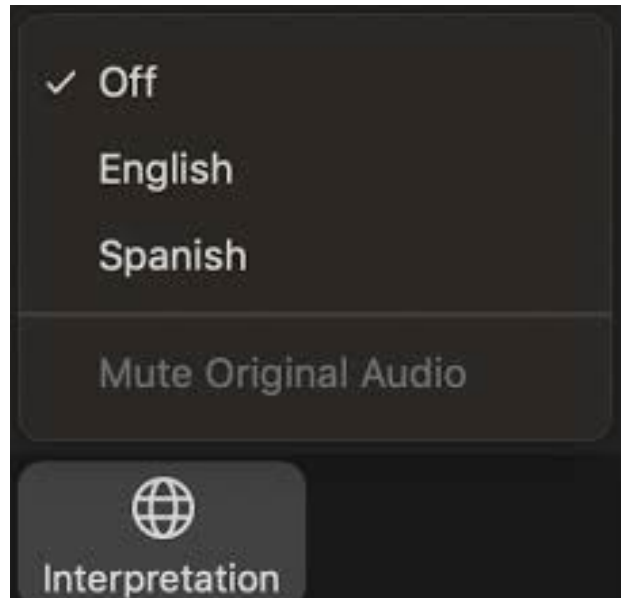 Off
English
Spanish
Mute Original Audio
Interpretation